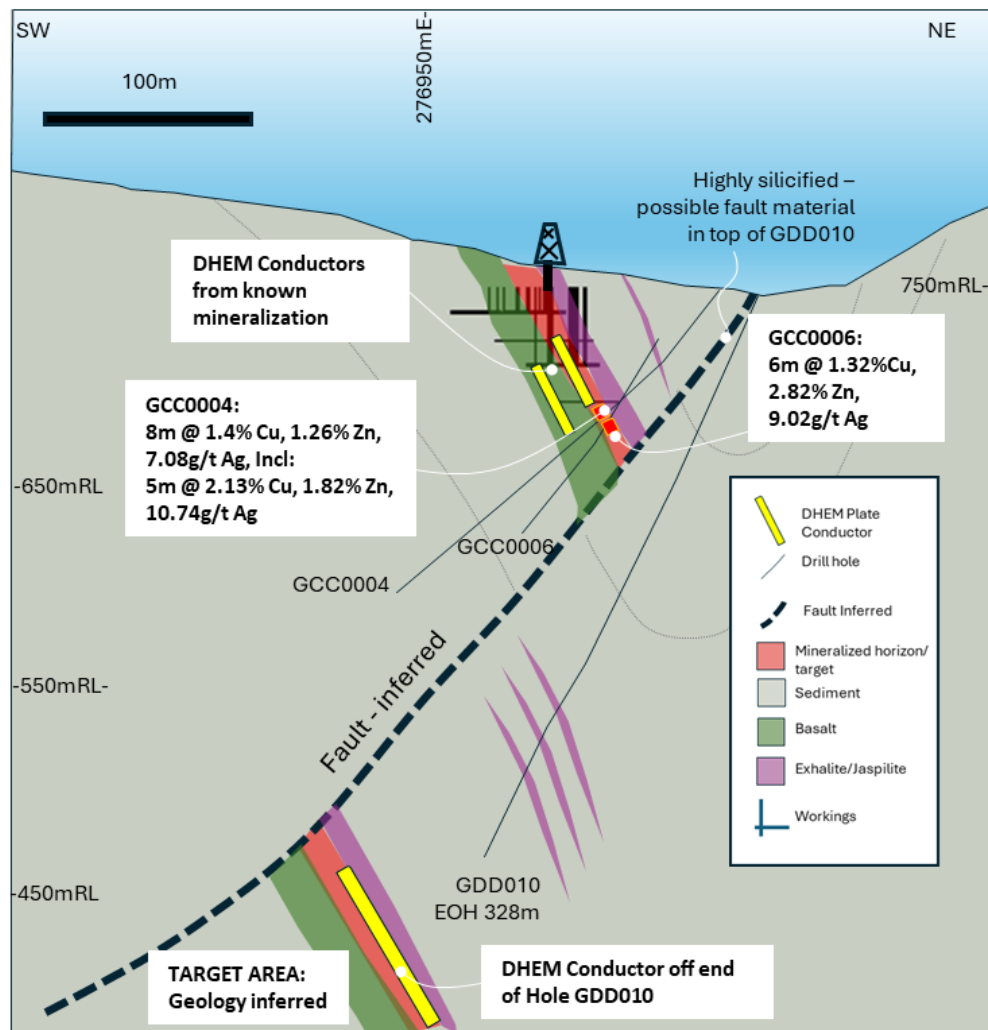 SW
NE
276950mE-
100m
Highly silicified –
possible fault material
in top of GDD010
DHEM Conductors
from known
mineralization
750mRL-
GCC0006:
6m @ 1.32%Cu,
2.82% Zn,
9.02g/t Ag
GCC0004:
8m @ 1.4% Cu, 1.26% Zn,
7.08g/t Ag, Incl:
5m @ 2.13% Cu, 1.82% Zn,
10.74g/t Ag
-650mRL
GCC0006
GCC0004
DHEM Plate
Conductor
Drill hole
Fault Inferred
Mineralized horizon/
target
Sediment
Basalt
Exhalite/Jaspilite
Workings
-550mRL-
Fault - inferred
-450mRL
GDD010
EOH 328m
TARGET AREA:
Geology inferred
DHEM Conductor off end
of Hole GDD010